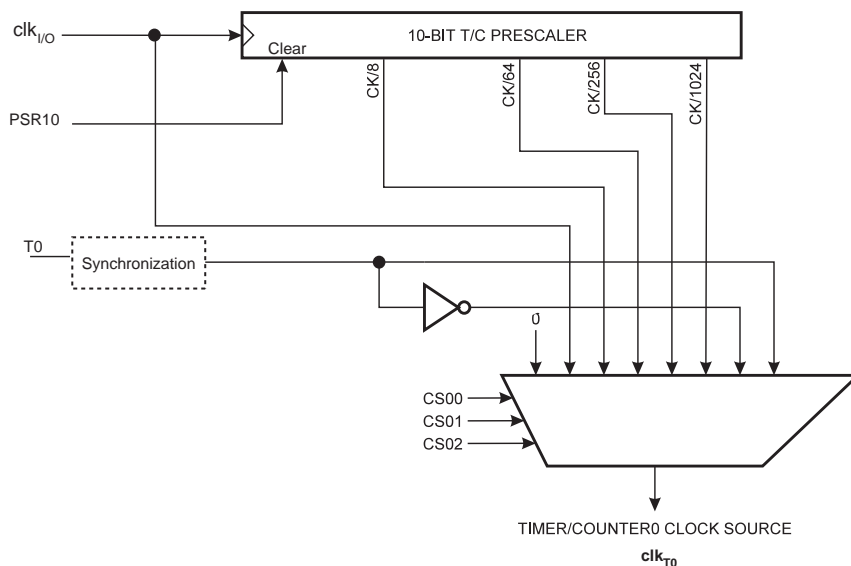 clkI/O
10-BIT T/C PRESCALER
Clear
CK/8
CK/64
CK/256
CK/1024
PSR10
T0
Synchronization
0
CS00
CS01
CS02
TIMER/COUNTER0 CLOCK SOURCE
clkT0